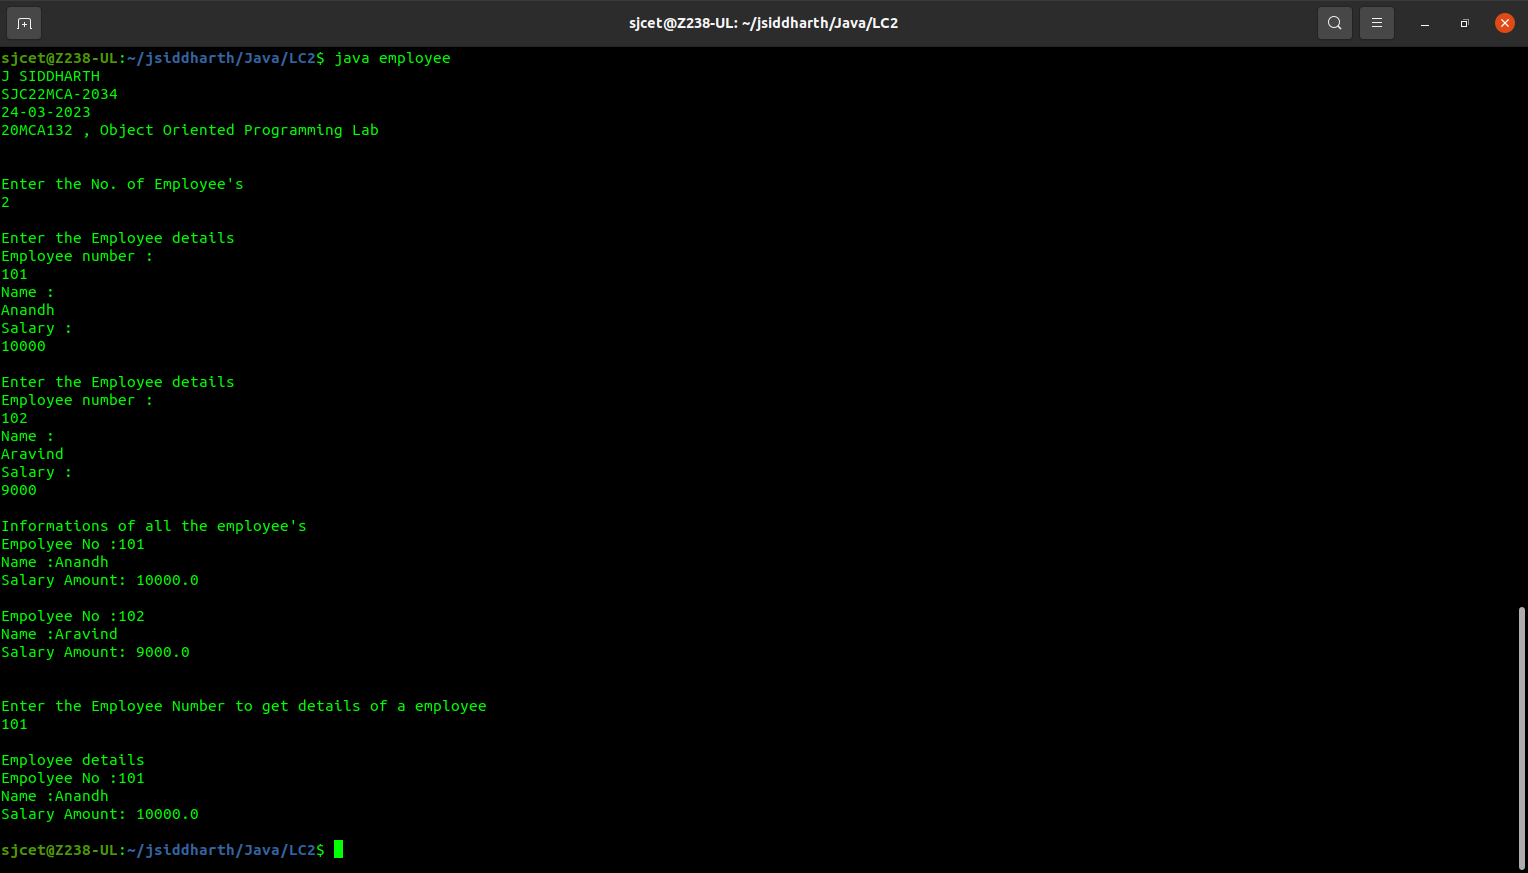 sjcet@Z238-UL: ~/jsiddharth/Java/LC2
sjcet@Z238-UL:~/jsiddharth/Java/LC2$ java employee
J SIDDHARTH
SJC22MCA-2034
24-03-2023
20MCA132 , Object Oriented Programming Lab
Enter the No. of Employee's
2
Enter the Employee details
Employee number :
101
Name :
Anandh
Salary :
10000
Enter the Employee details
Employee number :
102
Name :
Aravind
Salary :
9000
Informations of all the employee's
Empolyee No :101
Name :Anandh
Salary Amount: 10000.0
Empolyee No :102
Name :Aravind
Salary Amount: 9000.0
Enter the Employee Number to get details of a employee
101
Employee details
Empolyee No :101
Name :Anandh
Salary Amount: 10000.0
sjcet@Z238-UL:~/jsiddharth/Java/LC2$